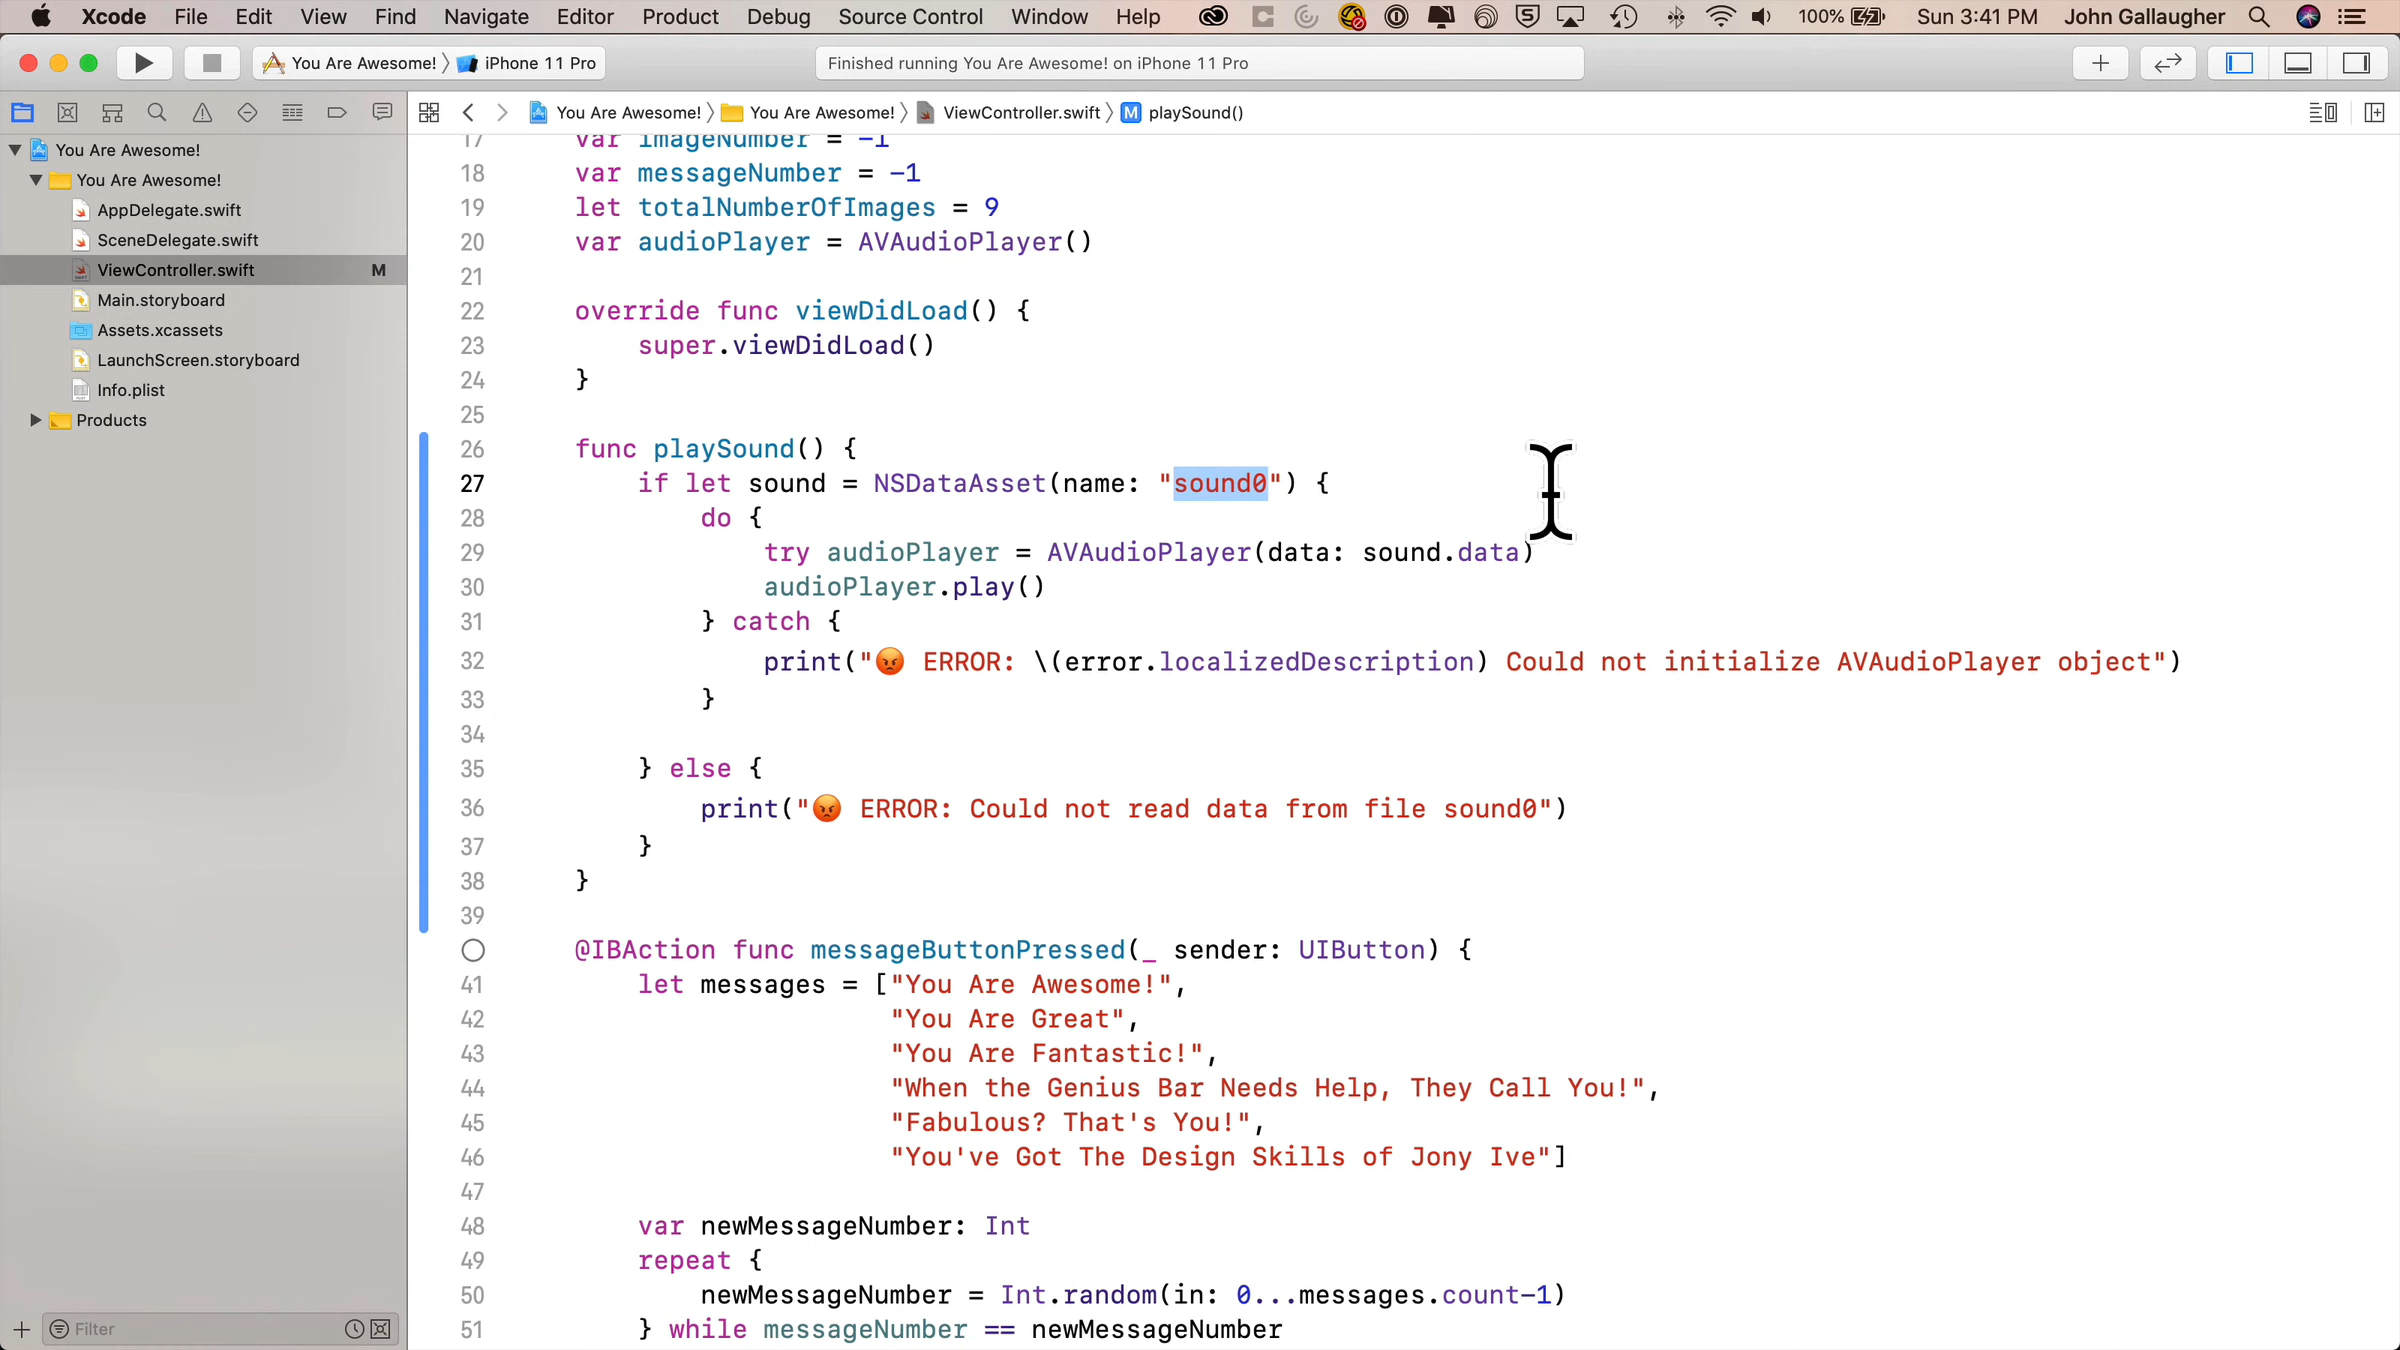 Xcode File Edit View Find Navigate Editor Product Debug Source Control Window Help 100% Sun 3:41 PM John Gallaugher
You Are Awesome! iPhone 11 Pro Finished running You Are Awesome! on iPhone 11 Pro
You Are Awesome! You Are Awesome! ViewController.swift M playSound()
You Are Awesome!
You Are Awesome!
AppDelegate.swift
SceneDelegate.swift
ViewController.swift M
Main.storyboard
Assets.xcassets
LaunchScreen.storyboard
Info.plist
Products
Filter
17 var imageNumber = -1
18 var messageNumber = -1
19 let totalNumberOfImages = 9
20 var audioPlayer = AVAudioPlayer()
21
22 override func viewDidLoad() {
23 super.viewDidLoad()
24 }
25
26 func playSound() {
27 if let sound = NSDataAsset(name: "sound0") {
28 do {
29 try audioPlayer = AVAudioPlayer(data: sound.data)
30 audioPlayer.play()
31 } catch {
32 print("😡 ERROR: \(error.localizedDescription) Could not initialize AVAudioPlayer object")
33 }
34
35 } else {
36 print("😡 ERROR: Could not read data from file sound0")
37 }
38 }
39
@IBAction func messageButtonPressed(_ sender: UIButton) {
41 let messages = ["You Are Awesome!",
42 "You Are Great",
43 "You Are Fantastic!",
44 "When the Genius Bar Needs Help, They Call You!",
45 "Fabulous? That's You!",
46 "You've Got The Design Skills of Jony Ive"]
47
48 var newMessageNumber: Int
49 repeat {
50 newMessageNumber = Int.random(in: 0...messages.count-1)
51 } while messageNumber == newMessageNumber